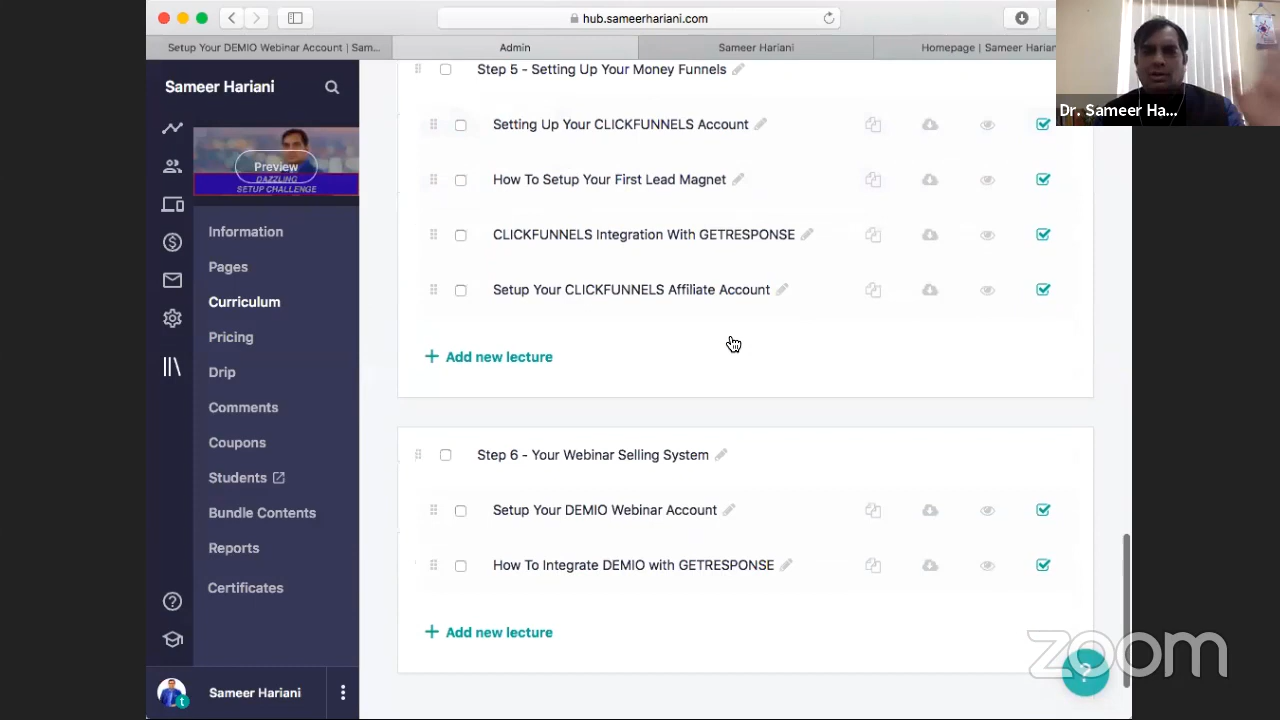 hub.sameerhariani.com
Setup Your DEMIO Webinar Account | Sam...
Admin
Sameer Hariani
Homepage | Sameer Harian
Dr. Sameer Ha...
Sameer Hariani
Preview
DAZZLING
SETUP CHALLENGE
Information
Pages
Curriculum
Pricing
Drip
Comments
Coupons
Students
Bundle Contents
Reports
Certificates
Sameer Hariani
Step 5 - Setting Up Your Money Funnels
Setting Up Your CLICKFUNNELS Account
How To Setup Your First Lead Magnet
CLICKFUNNELS Integration With GETRESPONSE
Setup Your CLICKFUNNELS Affiliate Account
+ Add new lecture
Step 6 - Your Webinar Selling System
Setup Your DEMIO Webinar Account
How To Integrate DEMIO with GETRESPONSE
+ Add new lecture
zoom
?